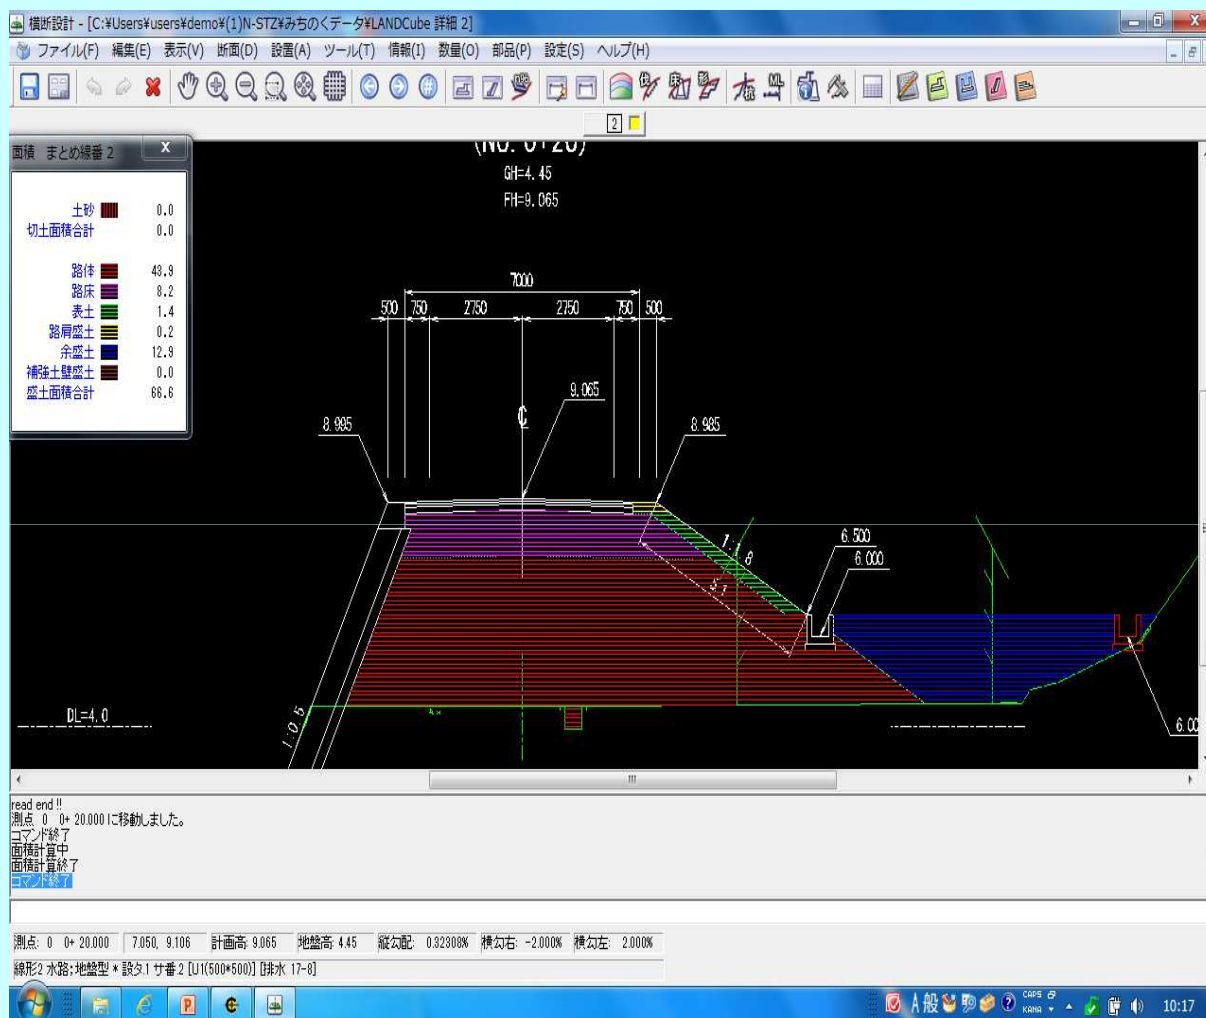 横断設計 - [C:¥Users¥users¥demo¥(1)N-STZ¥みちのくデータ¥LANDCube 詳細 2]
ファイル(F) 編集(E) 表示(V) 断面(D) 設置(A) ツール(T) 情報(I) 数量(O) 部品(P) 設定(S) ヘルプ(H)
2
面積 まとめ線番 2
土砂 0.0
切土面積合計 0.0
路体 43.9
路床 8.2
表土 1.4
路肩盛土 0.2
余盛土 12.9
補強土壁盛土 0.0
盛土面積合計 66.6
(NO. 0+20)
GH=4.45
FH=9.065
7000
500 750 2750 2750 750 500
9.065
8.995
8.985
1:1.8
5.7
6.500
6.000
DL=4.0
1:0.5
6.00
read end !!
測点 0 0+ 20.000 に移動しました。
コマンド終了
面積計算中
面積計算終了
コマンド終了
測点: 0 0+ 20.000 7.050, 9.106 計画高: 9.065 地盤高: 4.45 縦勾配: 0.32308% 横勾右: -2.000% 横勾左: 2.000%
線形2 水路;地盤型 * 設タ.1 サ番.2 [U1(500*500)] [排水 17-8]
A 般 CAPS KANA 10:17